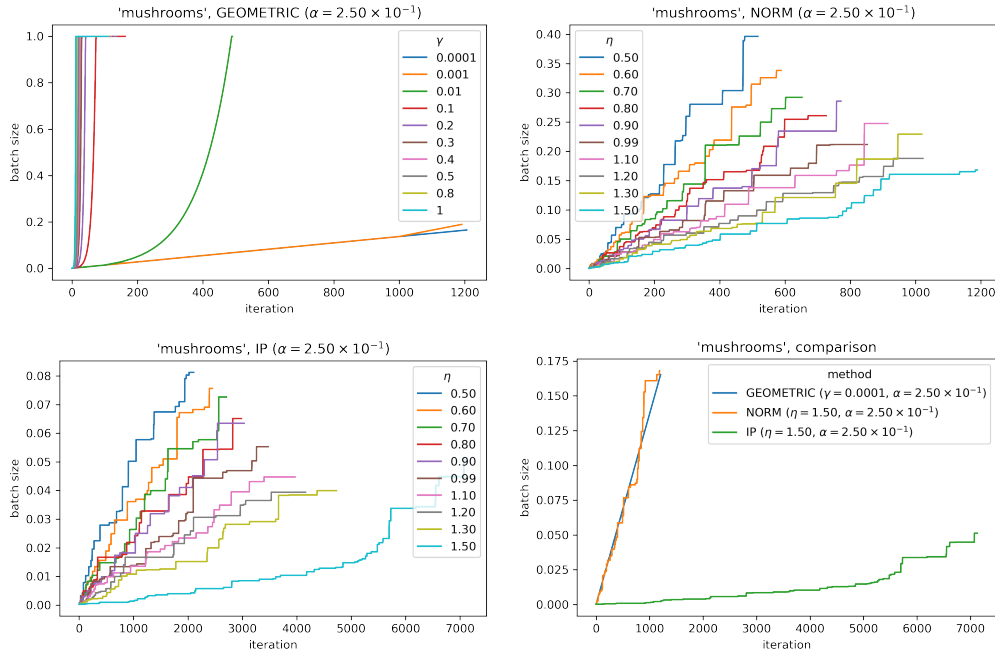 'mushrooms', GEOMETRIC (α = 2.50 × 10⁻¹)
batch size
1.0
0.8
0.6
0.4
0.2
0.0
γ
0.0001
0.001
0.01
0.1
0.2
0.3
0.4
0.5
0.8
1
0 200 400 600 800 1000 1200
iteration
'mushrooms', NORM (α = 2.50 × 10⁻¹)
batch size
0.40
0.35
0.30
0.25
0.20
0.15
0.10
0.05
0.00
η
0.50
0.60
0.70
0.80
0.90
0.99
1.10
1.20
1.30
1.50
0 200 400 600 800 1000 1200
iteration
'mushrooms', IP (α = 2.50 × 10⁻¹)
batch size
0.08
0.07
0.06
0.05
0.04
0.03
0.02
0.01
0.00
η
0.50
0.60
0.70
0.80
0.90
0.99
1.10
1.20
1.30
1.50
0 1000 2000 3000 4000 5000 6000 7000
iteration
'mushrooms', comparison
batch size
0.175
0.150
0.125
0.100
0.075
0.050
0.025
0.000
method
GEOMETRIC (γ = 0.0001, α = 2.50 × 10⁻¹)
NORM (η = 1.50, α = 2.50 × 10⁻¹)
IP (η = 1.50, α = 2.50 × 10⁻¹)
0 1000 2000 3000 4000 5000 6000 7000
iteration